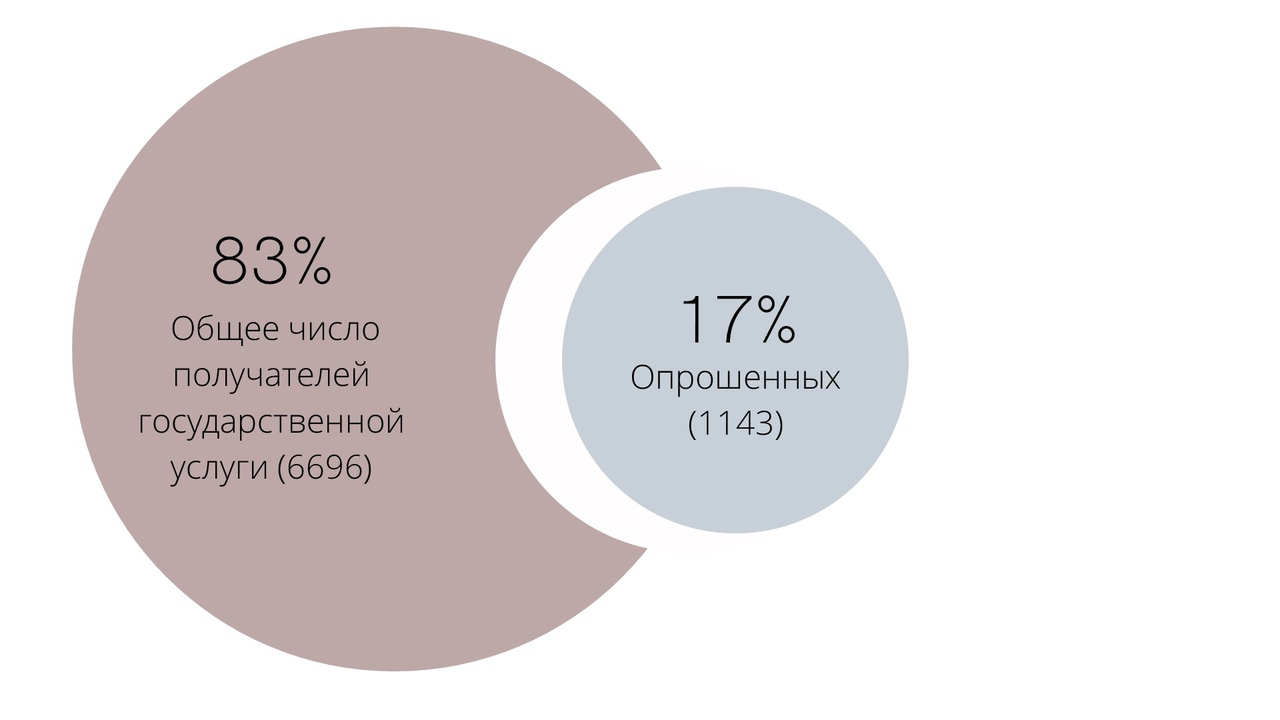 83%
Общее число
получателей
государственной
услуги (6696)
17%
Опрошенных
(1143)